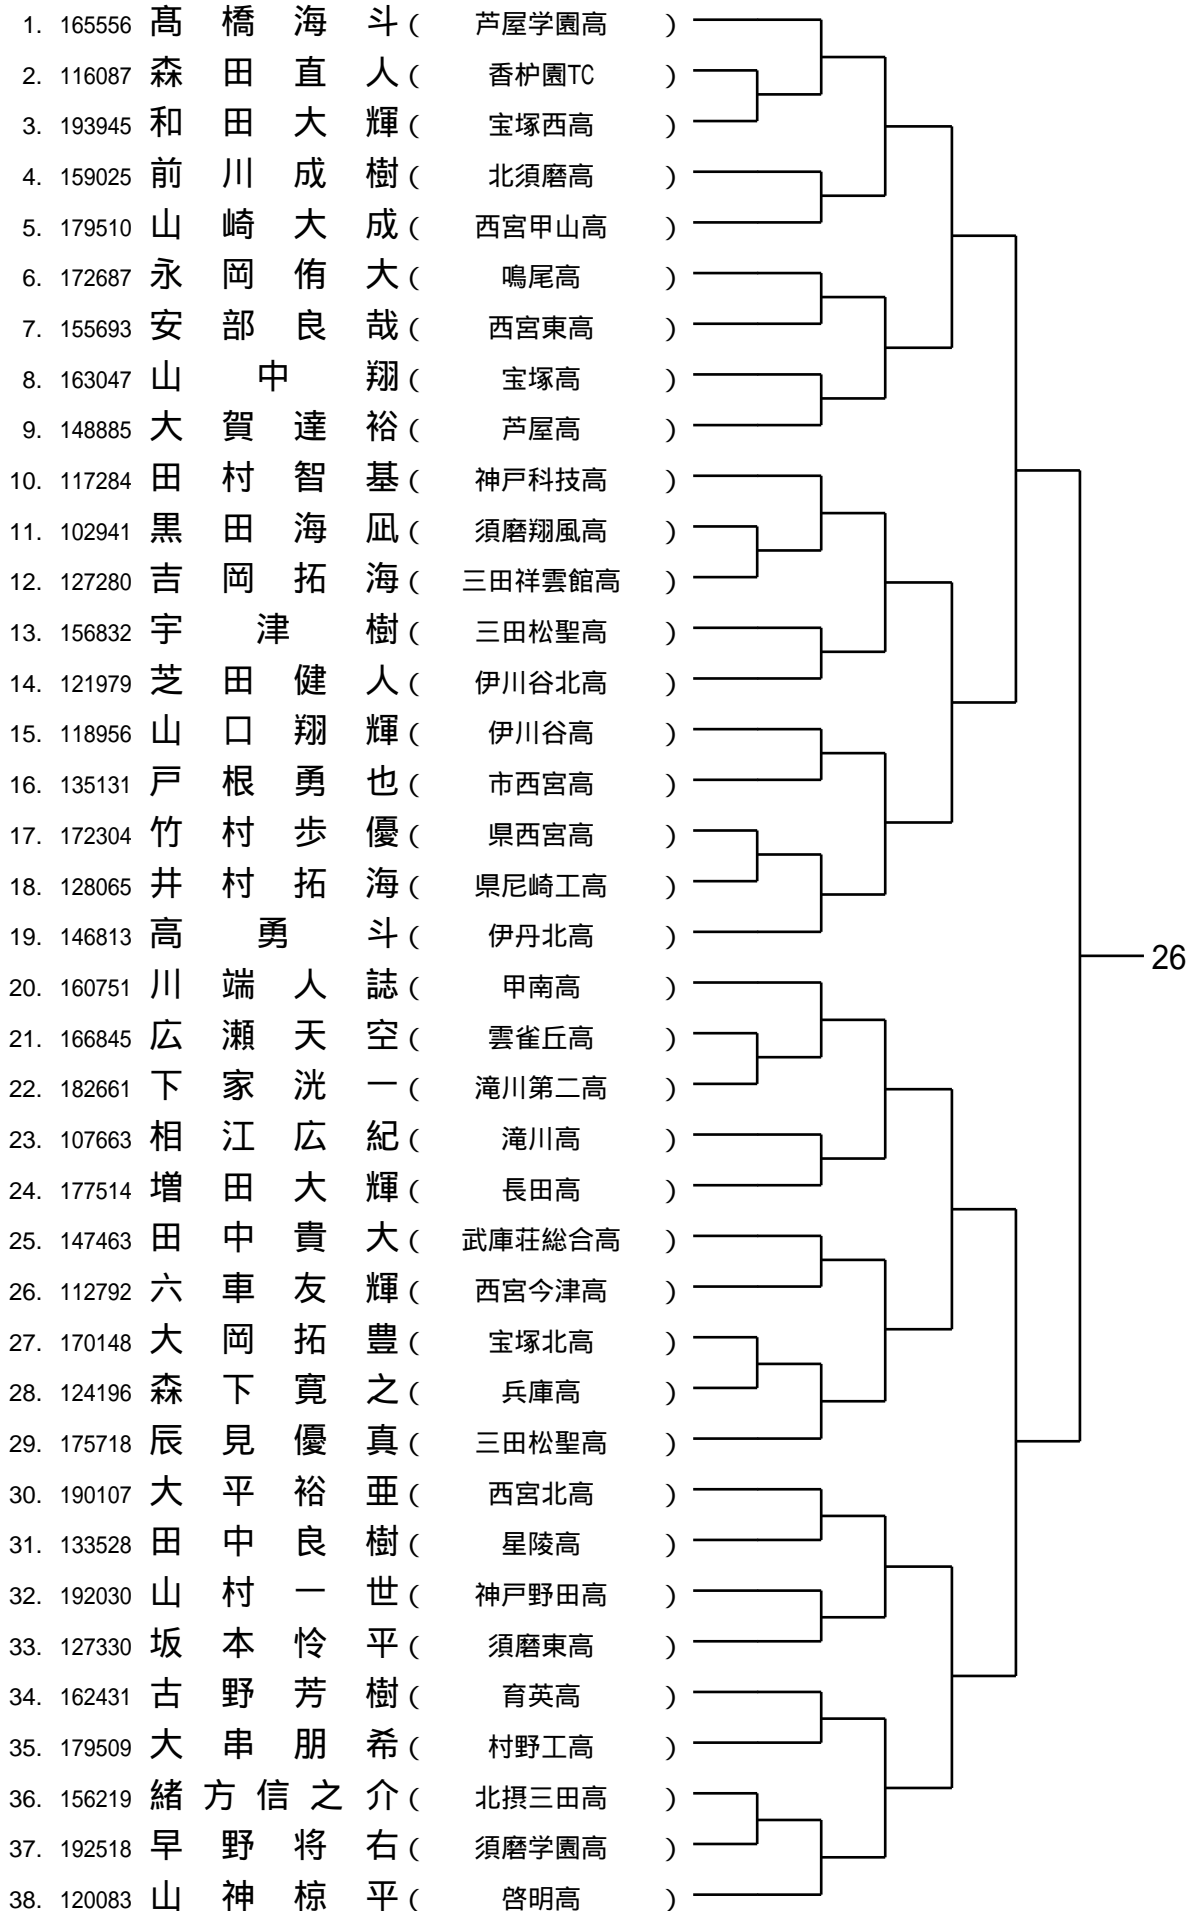 1. 165556 髙橋海斗 ( 芦屋学園高 )
2. 116087 森田直人 ( 香枦園TC )
3. 193945 和田大輝 ( 宝塚西高 )
4. 159025 前川成樹 ( 北須磨高 )
5. 179510 山崎大成 ( 西宮甲山高 )
6. 172687 永岡侑大 ( 鳴尾高 )
7. 155693 安部良哉 ( 西宮東高 )
8. 163047 山中翔 ( 宝塚高 )
9. 148885 大賀達裕 ( 芦屋高 )
10. 117284 田村智基 ( 神戸科技高 )
11. 102941 黒田海凪 ( 須磨翔風高 )
12. 127280 吉岡拓海 ( 三田祥雲館高 )
13. 156832 宇津樹 ( 三田松聖高 )
14. 121979 芝田健人 ( 伊川谷北高 )
15. 118956 山口翔輝 ( 伊川谷高 )
16. 135131 戸根勇也 ( 市西宮高 )
17. 172304 竹村歩優 ( 県西宮高 )
18. 128065 井村拓海 ( 県尼崎工高 )
19. 146813 高勇斗 ( 伊丹北高 )
26
20. 160751 川端人誌 ( 甲南高 )
21. 166845 広瀬天空 ( 雲雀丘高 )
22. 182661 下家洸一 ( 滝川第二高 )
23. 107663 相江広紀 ( 滝川高 )
24. 177514 増田大輝 ( 長田高 )
25. 147463 田中貴大 ( 武庫荘総合高 )
26. 112792 六車友輝 ( 西宮今津高 )
27. 170148 大岡拓豊 ( 宝塚北高 )
28. 124196 森下寛之 ( 兵庫高 )
29. 175718 辰見優真 ( 三田松聖高 )
30. 190107 大平裕亜 ( 西宮北高 )
31. 133528 田中良樹 ( 星陵高 )
32. 192030 山村一世 ( 神戸野田高 )
33. 127330 坂本怜平 ( 須磨東高 )
34. 162431 古野芳樹 ( 育英高 )
35. 179509 大串朋希 ( 村野工高 )
36. 156219 緒方信之介 ( 北摂三田高 )
37. 192518 早野将右 ( 須磨学園高 )
38. 120083 山神椋平 ( 啓明高 )